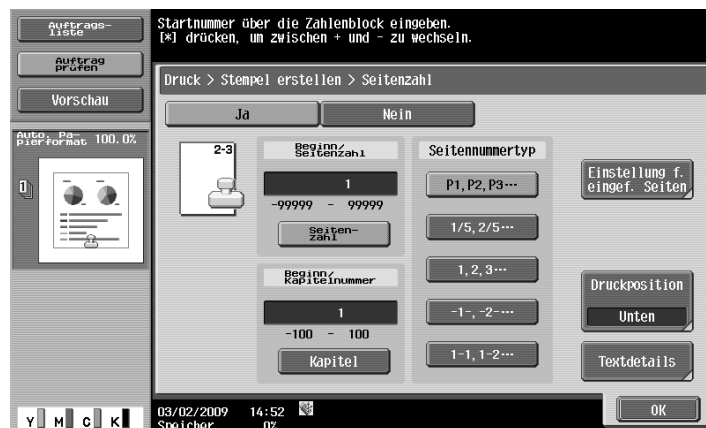 Auftrags-
liste
Auftrag
prüfen
Vorschau
Auto. Pa-
pierformat 100.0%
1
Y M C K
Startnummer über die Zahlenblock eingeben.
[*] drücken, um zwischen + und - zu wechseln.
Druck > Stempel erstellen > Seitenzahl
Ja Nein
2-3
Beginn/
Seitenzahl
1
-99999 - 99999
Seiten-
zahl
Beginn/
Kapitelnummer
1
-100 - 100
Kapitel
Seitennummertyp
P1, P2, P3···
1/5, 2/5···
1, 2, 3···
-1-, -2-···
1-1, 1-2···
Einstellung f.
eingef. Seiten
Druckposition
Unten
Textdetails
03/02/2009 14:52
Speicher 0%
OK